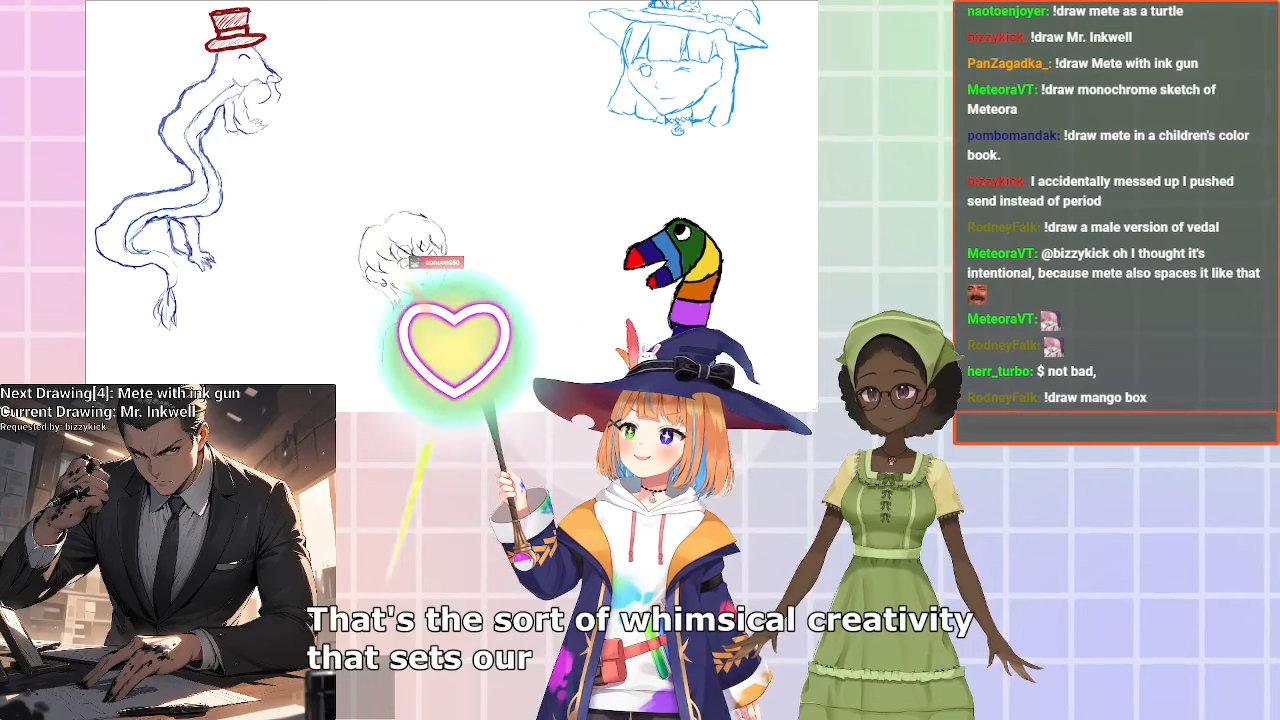 naotoenjoyer: !draw mete as a turtle
bizzykick: !draw Mr. Inkwell
PanZagadka_: !draw Mete with ink gun
MeteoraVT: !draw monochrome sketch of
Meteora
pombomandak: !draw mete in a children's color
book.
bizzykick: I accidentally messed up I pushed
send instead of period
RodneyFalk: !draw a male version of vedal
MeteoraVT: @bizzykick oh I thought it's
intentional, because mete also spaces it like that
MeteoraVT:
RodneyFalk:
herr_turbo: $ not bad,
RodneyFalk: !draw mango box
Next Drawing[4]: Mete with ink gun
Current Drawing: Mr. Inkwell
Requested by: bizzykick
That's the sort of whimsical creativity
that sets our